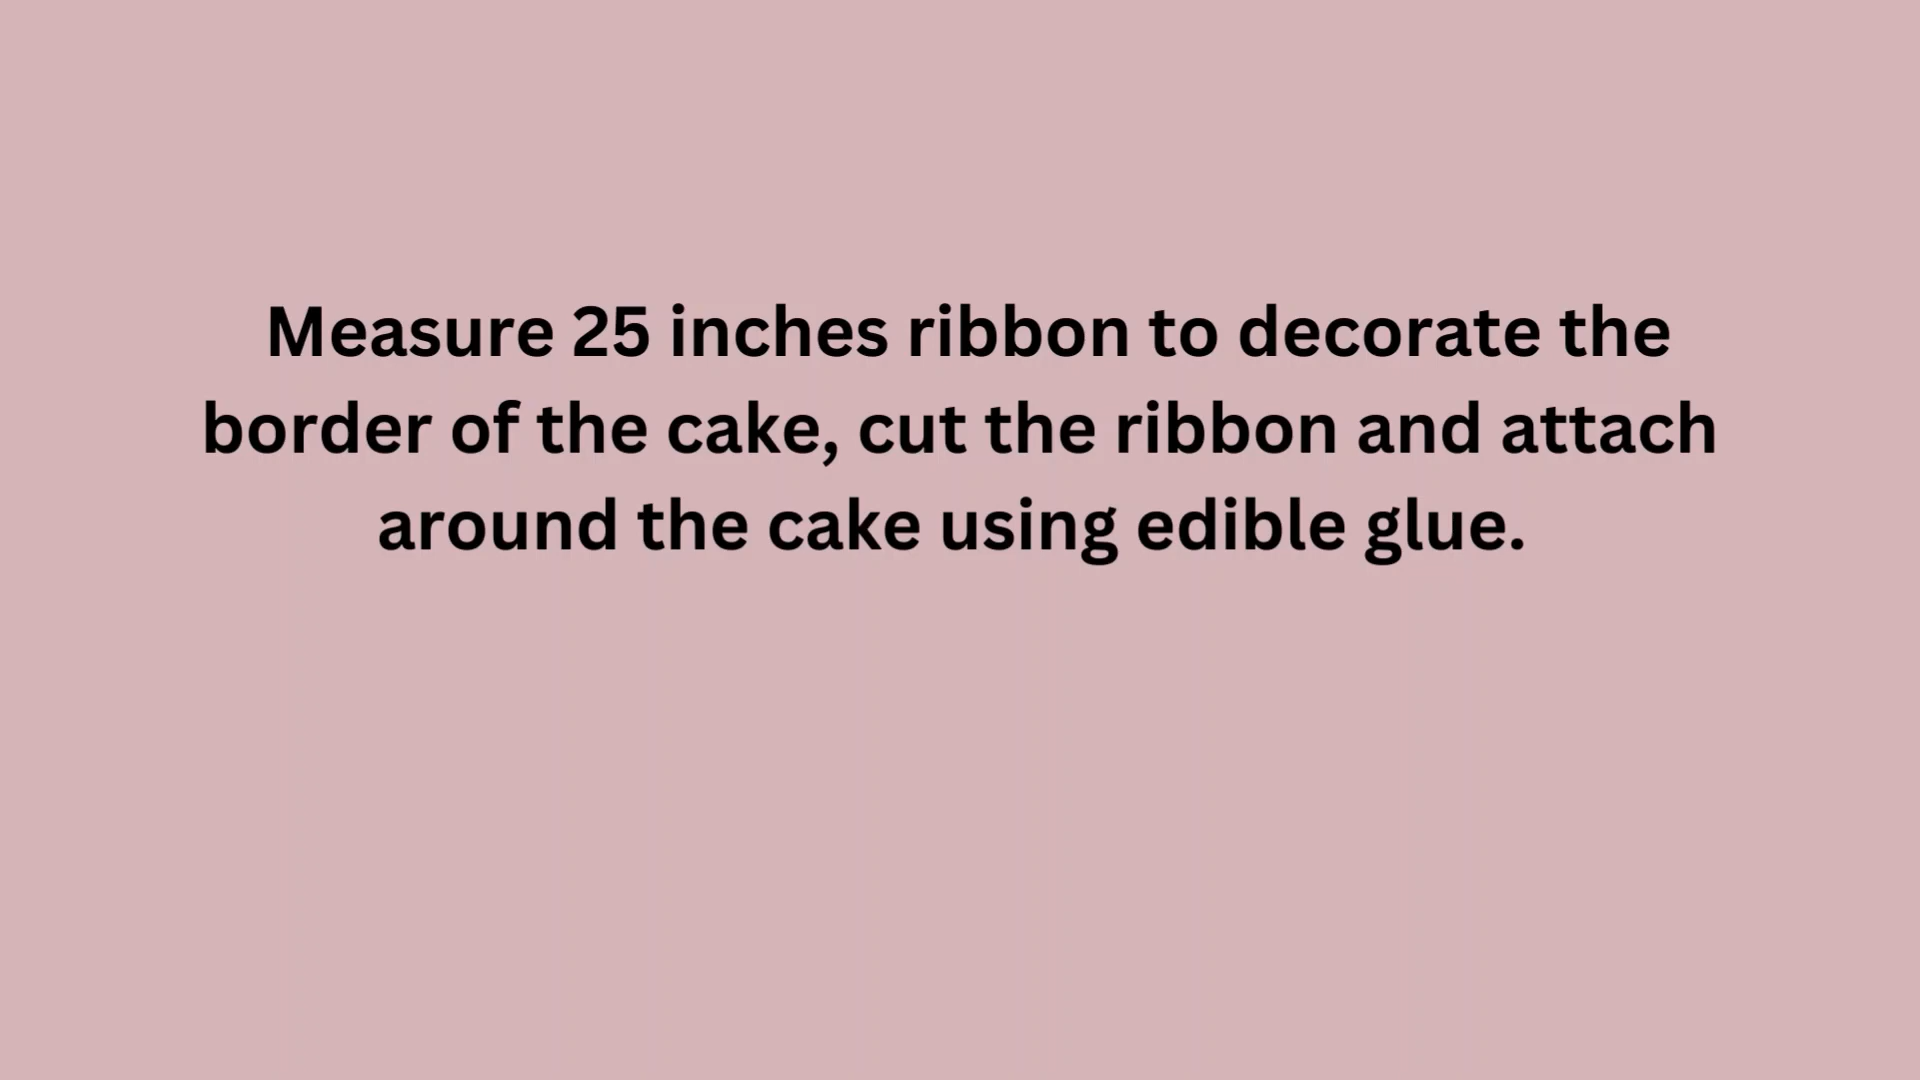 Measure 25 inches ribbon to decorate the
border of the cake, cut the ribbon and attach
around the cake using edible glue.